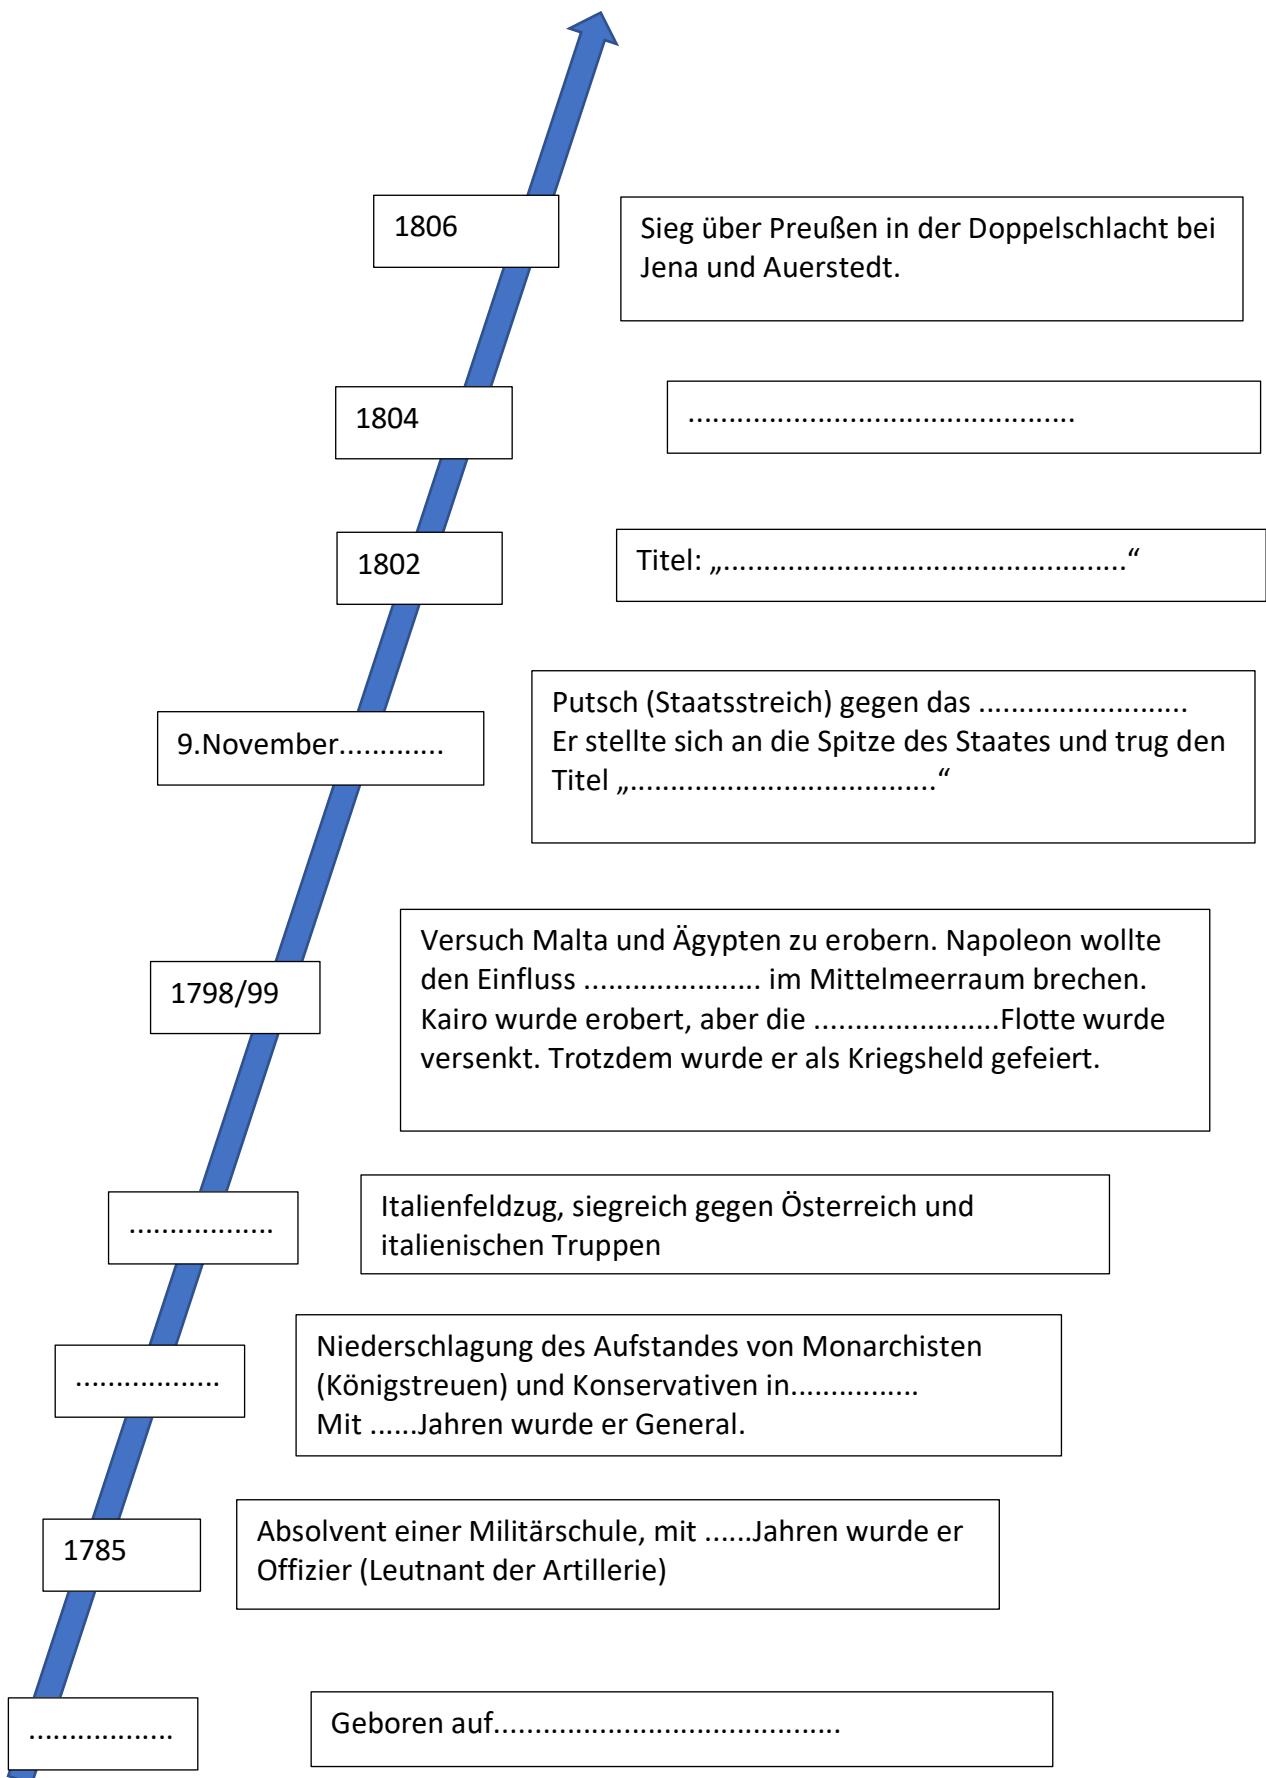 1806
Sieg über Preußen in der Doppelschlacht bei
Jena und Auerstedt.
1804
...............................................
1802
Titel: „.................................................“
9.November.............
Putsch (Staatsstreich) gegen das .........................
Er stellte sich an die Spitze des Staates und trug den
Titel „.....................................“
1798/99
Versuch Malta und Ägypten zu erobern. Napoleon wollte
den Einfluss ...................... im Mittelmeerraum brechen.
Kairo wurde erobert, aber die .......................Flotte wurde
versenkt. Trotzdem wurde er als Kriegsheld gefeiert.
..................
Italienfeldzug, siegreich gegen Österreich und
italienischen Truppen
..................
Niederschlagung des Aufstandes von Monarchisten
(Königstreuen) und Konservativen in................
Mit ......Jahren wurde er General.
1785
Absolvent einer Militärschule, mit ......Jahren wurde er
Offizier (Leutnant der Artillerie)
..................
Geboren auf..........................................